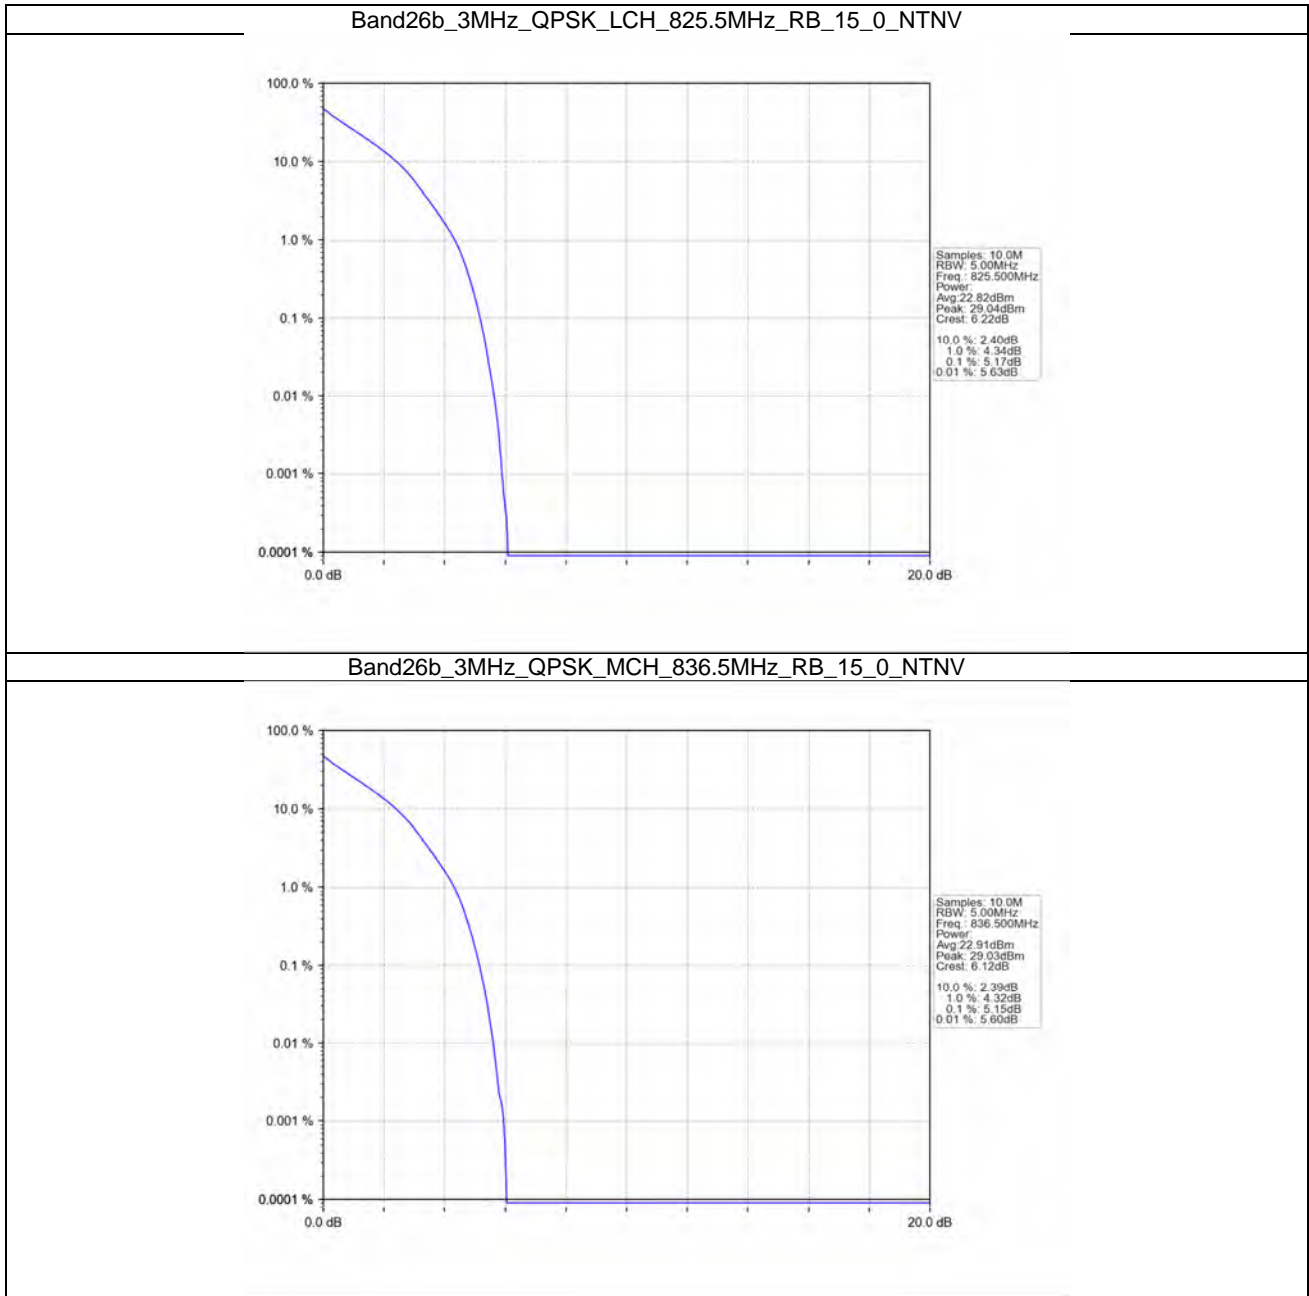 Band26b_3MHz_QPSK_LCH_825.5MHz_RB_15_0_NTNV
100.0 %
10.0 %
1.0 %
0.1 %
0.01 %
0.001 %
0.0001 %
0.0 dB
20.0 dB
Samples: 10.0M
RBW: 5.00MHz
Freq.: 825.500MHz
Power:
Avg:22.82dBm
Peak: 29.04dBm
Crest: 6.22dB
10.0 %: 2.40dB
1.0 %: 4.34dB
0.1 %: 5.17dB
0.01 %: 5.63dB
Band26b_3MHz_QPSK_MCH_836.5MHz_RB_15_0_NTNV
100.0 %
10.0 %
1.0 %
0.1 %
0.01 %
0.001 %
0.0001 %
0.0 dB
20.0 dB
Samples: 10.0M
RBW: 5.00MHz
Freq.: 836.500MHz
Power:
Avg:22.91dBm
Peak: 29.03dBm
Crest: 6.12dB
10.0 %: 2.39dB
1.0 %: 4.32dB
0.1 %: 5.15dB
0.01 %: 5.60dB